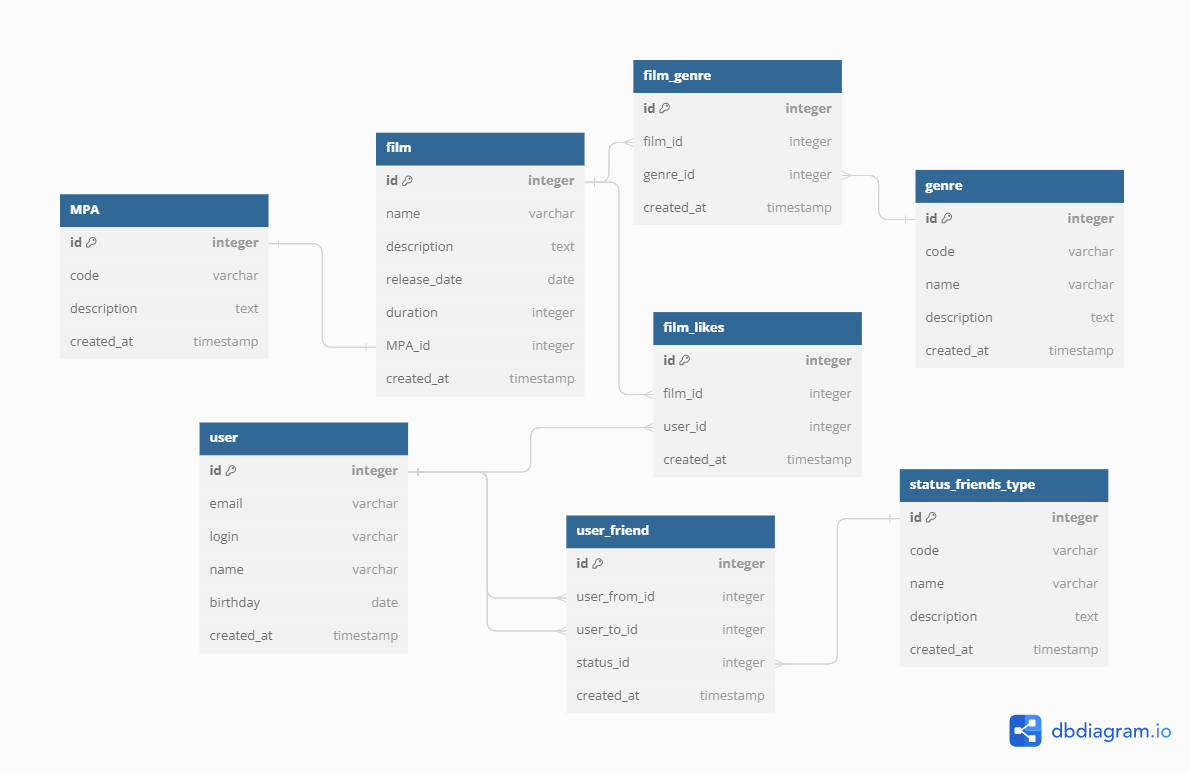 film_genre
id integer
film_id integer
genre_id integer
created_at timestamp
film
id integer
name varchar
description text
release_date date
duration integer
MPA_id integer
created_at timestamp
genre
id integer
code varchar
name varchar
description text
created_at timestamp
MPA
id integer
code varchar
description text
created_at timestamp
film_likes
id integer
film_id integer
user_id integer
created_at timestamp
user
id integer
email varchar
login varchar
name varchar
birthday date
created_at timestamp
status_friends_type
id integer
code varchar
name varchar
description text
created_at timestamp
user_friend
id integer
user_from_id integer
user_to_id integer
status_id integer
created_at timestamp
dbdiagram.io